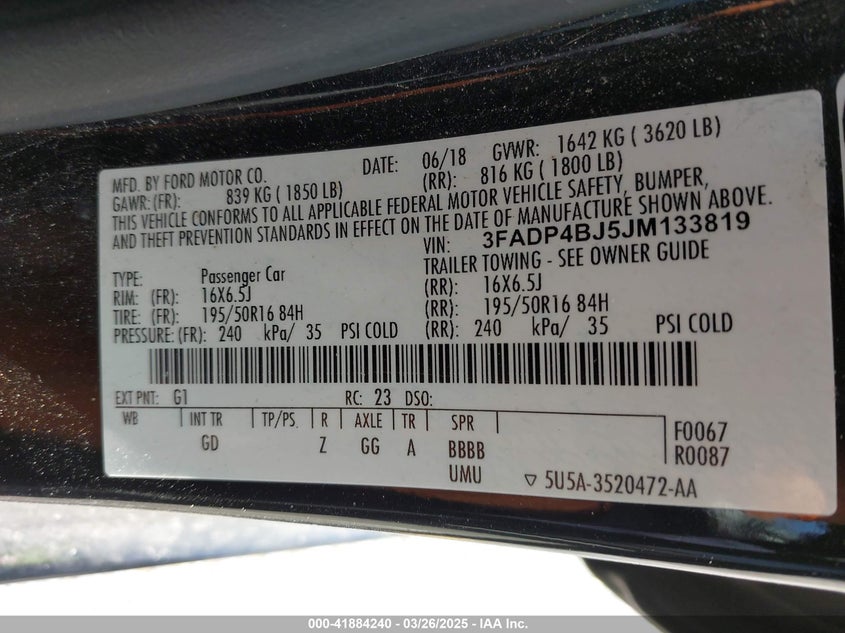 MFD. BY FORD MOTOR CO. DATE: 06/18 GVWR: 1642 KG ( 3620 LB)
GAWR: (FR): 839 KG ( 1850 LB) (RR): 816 KG ( 1800 LB)
THIS VEHICLE CONFORMS TO ALL APPLICABLE FEDERAL MOTOR VEHICLE SAFETY, BUMPER,
AND THEFT PREVENTION STANDARDS IN EFFECT ON THE DATE OF MANUFACTURE SHOWN ABOVE.
VIN: 3FADP4BJ5JM133819
TYPE: Passenger Car TRAILER TOWING - SEE OWNER GUIDE
RIM: (FR): 16X6.5J (RR): 16X6.5J
TIRE: (FR): 195/50R16 84H (RR): 195/50R16 84H
PRESSURE: (FR): 240 kPa/ 35 PSI COLD (RR): 240 kPa/ 35 PSI COLD
EXT PNT: G1 RC: 23 DSO:
WB INT TR TP/PS. R AXLE TR SPR
GD Z GG A BBBB F0067
UMU R0087
▽ 5U5A-3520472-AA
000-41884240 - 03/26/2025 - IAA Inc.